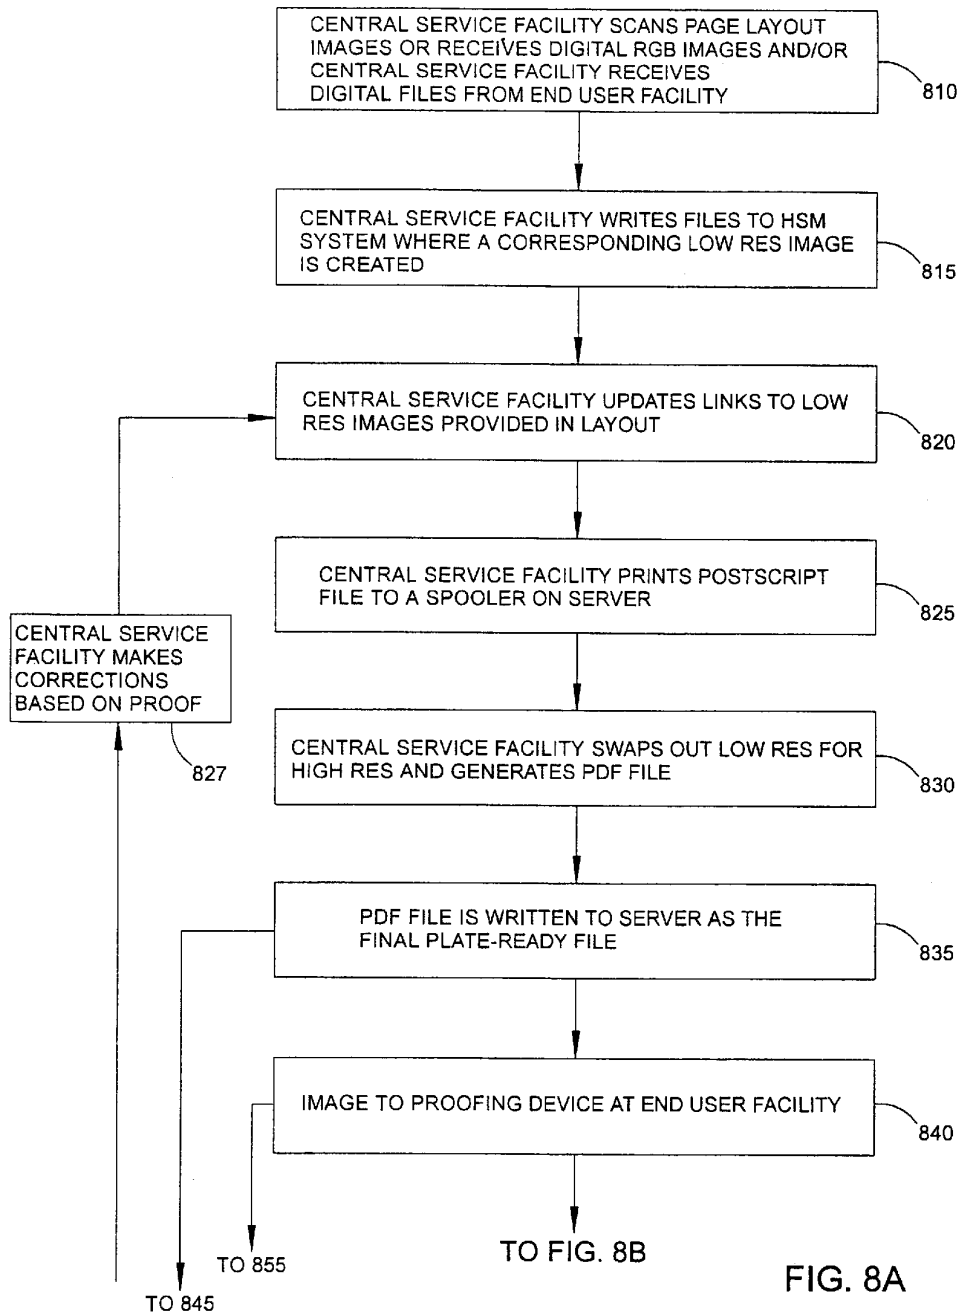 CENTRAL SERVICE FACILITY SCANS PAGE LAYOUT
IMAGES OR RECEIVES DIGITAL RGB IMAGES AND/OR
CENTRAL SERVICE FACILITY RECEIVES
DIGITAL FILES FROM END USER FACILITY
810
CENTRAL SERVICE FACILITY WRITES FILES TO HSM
SYSTEM WHERE A CORRESPONDING LOW RES IMAGE
IS CREATED
815
CENTRAL SERVICE FACILITY UPDATES LINKS TO LOW
RES IMAGES PROVIDED IN LAYOUT
820
CENTRAL SERVICE FACILITY PRINTS POSTSCRIPT
FILE TO A SPOOLER ON SERVER
825
CENTRAL SERVICE
FACILITY MAKES
CORRECTIONS
BASED ON PROOF
827
CENTRAL SERVICE FACILITY SWAPS OUT LOW RES FOR
HIGH RES AND GENERATES PDF FILE
830
PDF FILE IS WRITTEN TO SERVER AS THE
FINAL PLATE-READY FILE
835
IMAGE TO PROOFING DEVICE AT END USER FACILITY
840
TO 855
TO FIG. 8B
TO 845
FIG. 8A